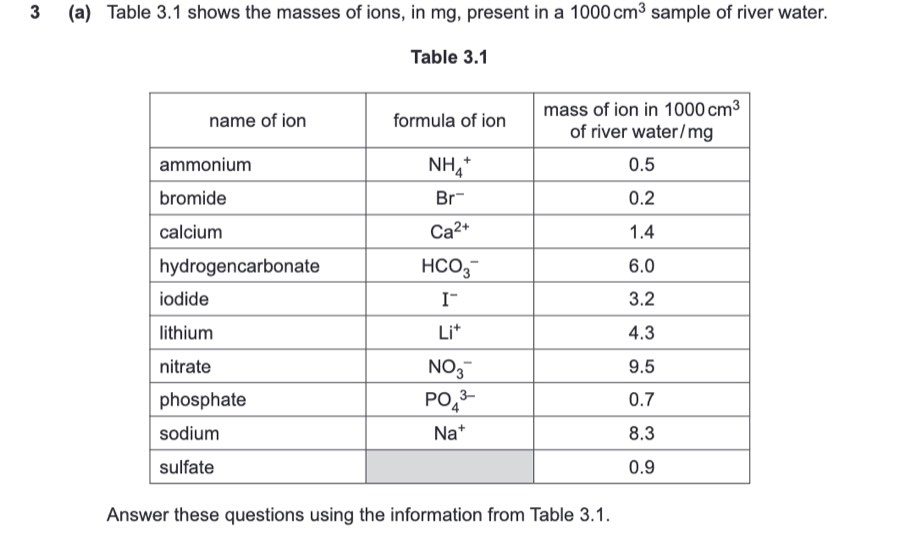 3 (a) Table 3.1 shows the masses of ions, in mg, present in a 1000 cm³ sample of river water.
Table 3.1
name of ion formula of ion mass of ion in 1000 cm³ of river water/mg
ammonium NH₄⁺ 0.5
bromide Br⁻ 0.2
calcium Ca²⁺ 1.4
hydrogencarbonate HCO₃⁻ 6.0
iodide I⁻ 3.2
lithium Li⁺ 4.3
nitrate NO₃⁻ 9.5
phosphate PO₄³⁻ 0.7
sodium Na⁺ 8.3
sulfate 0.9
Answer these questions using the information from Table 3.1.